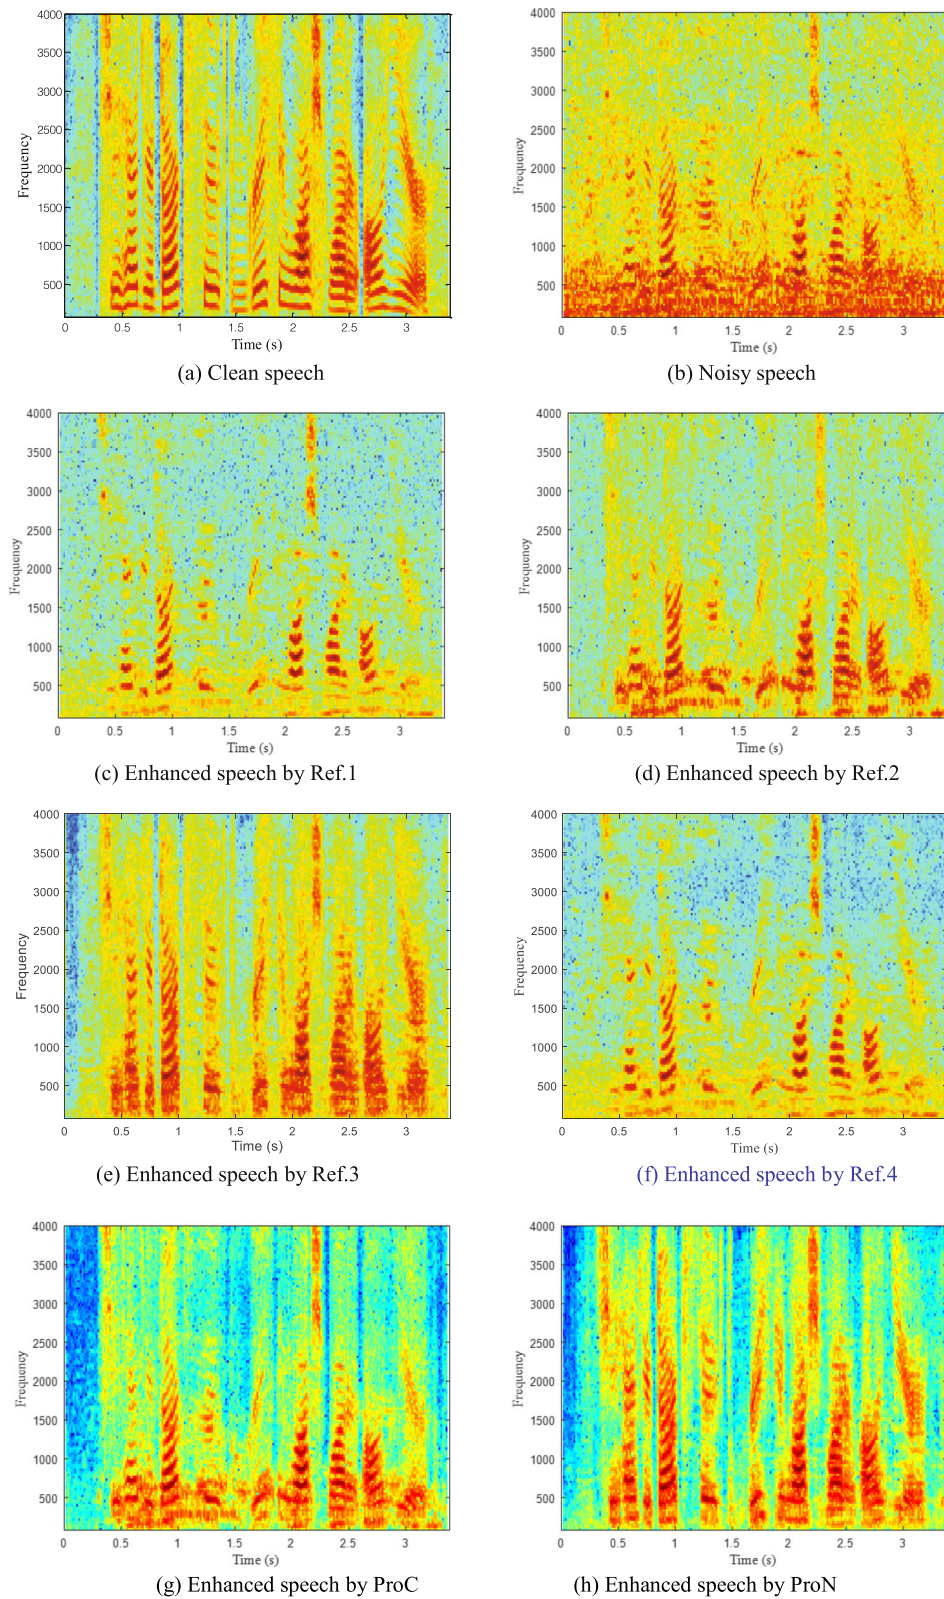 4000
3500
3000
2500
2000
1500
1000
500
Frequency
0 0.5 1 1.5 2 2.5 3
Time (s)
(a) Clean speech
4000
3500
3000
2500
2000
1500
1000
500
Frequency
0 0.5 1 1.5 2 2.5 3
Time (s)
(b) Noisy speech
4000
3000
2500
2000
1500
1000
500
Frequency
0 0.5 1 1.5 2 2.5 3
Time (s)
(c) Enhanced speech by Ref.1
4000
3000
2500
2000
1500
1000
500
Frequency
0 0.5 1 1.5 2 2.5 3
Time (s)
(d) Enhanced speech by Ref.2
4000
3500
3000
2500
2000
1500
1000
500
Frequency
0 0.5 1 1.5 2 2.5 3
Time (s)
(e) Enhanced speech by Ref.3
4000
3500
3000
2500
2000
1500
1000
500
Frequency
0 0.5 1 1.5 2 2.5 3
Time (s)
(f) Enhanced speech by Ref.4
4000
3000
2500
2000
1500
1000
500
Frequency
0 0.5 1 1.5 2 2.5 3
Time (s)
(g) Enhanced speech by ProC
4000
3000
2500
2000
1500
1000
500
Frequency
0 0.5 1 1.5 2 2.5 3
Time (s)
(h) Enhanced speech by ProN